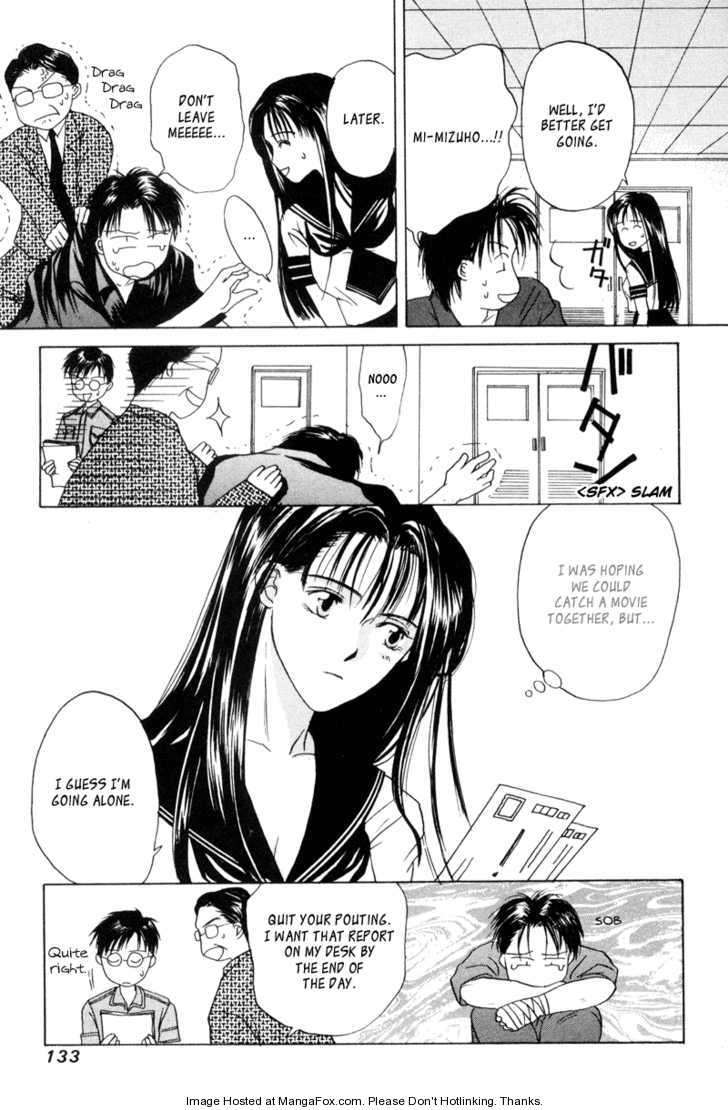 WELL, I'D
BETTER GET
GOING.
MI-MIZUHO...!!
ガタ
LATER.
DON'T
LEAVE
MEEEEE...
...
Drag
Drag
Drag
バタン
<SFX> SLAM
NOOO
...
I WAS HOPING
WE COULD
CATCH A MOVIE
TOGETHER, BUT...
I GUESS I'M
GOING ALONE.
SOB
QUIT YOUR POUTING.
I WANT THAT REPORT
ON MY DESK BY
THE END OF
THE DAY.
Quite
right.
133
Image Hosted at MangaFox.com. Please Don't Hotlinking. Thanks.